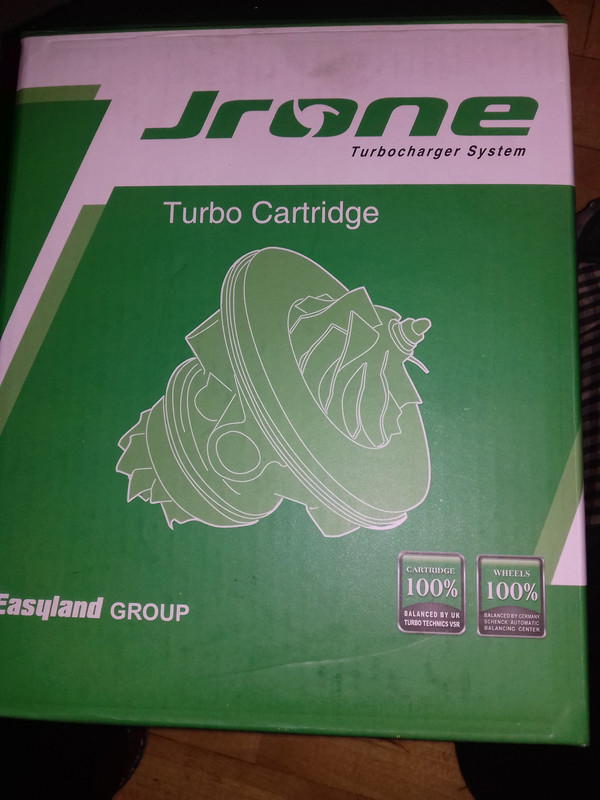 Jrone
Turbocharger System
Turbo Cartridge
Easyland GROUP
CARTRIDGE
100%
BALANCED BY UK
TURBO TECHNICS VSR
WHEELS
100%
BALANCED BY GERMANY
SCHENCK AUTOMATIC
BALANCING CENTER